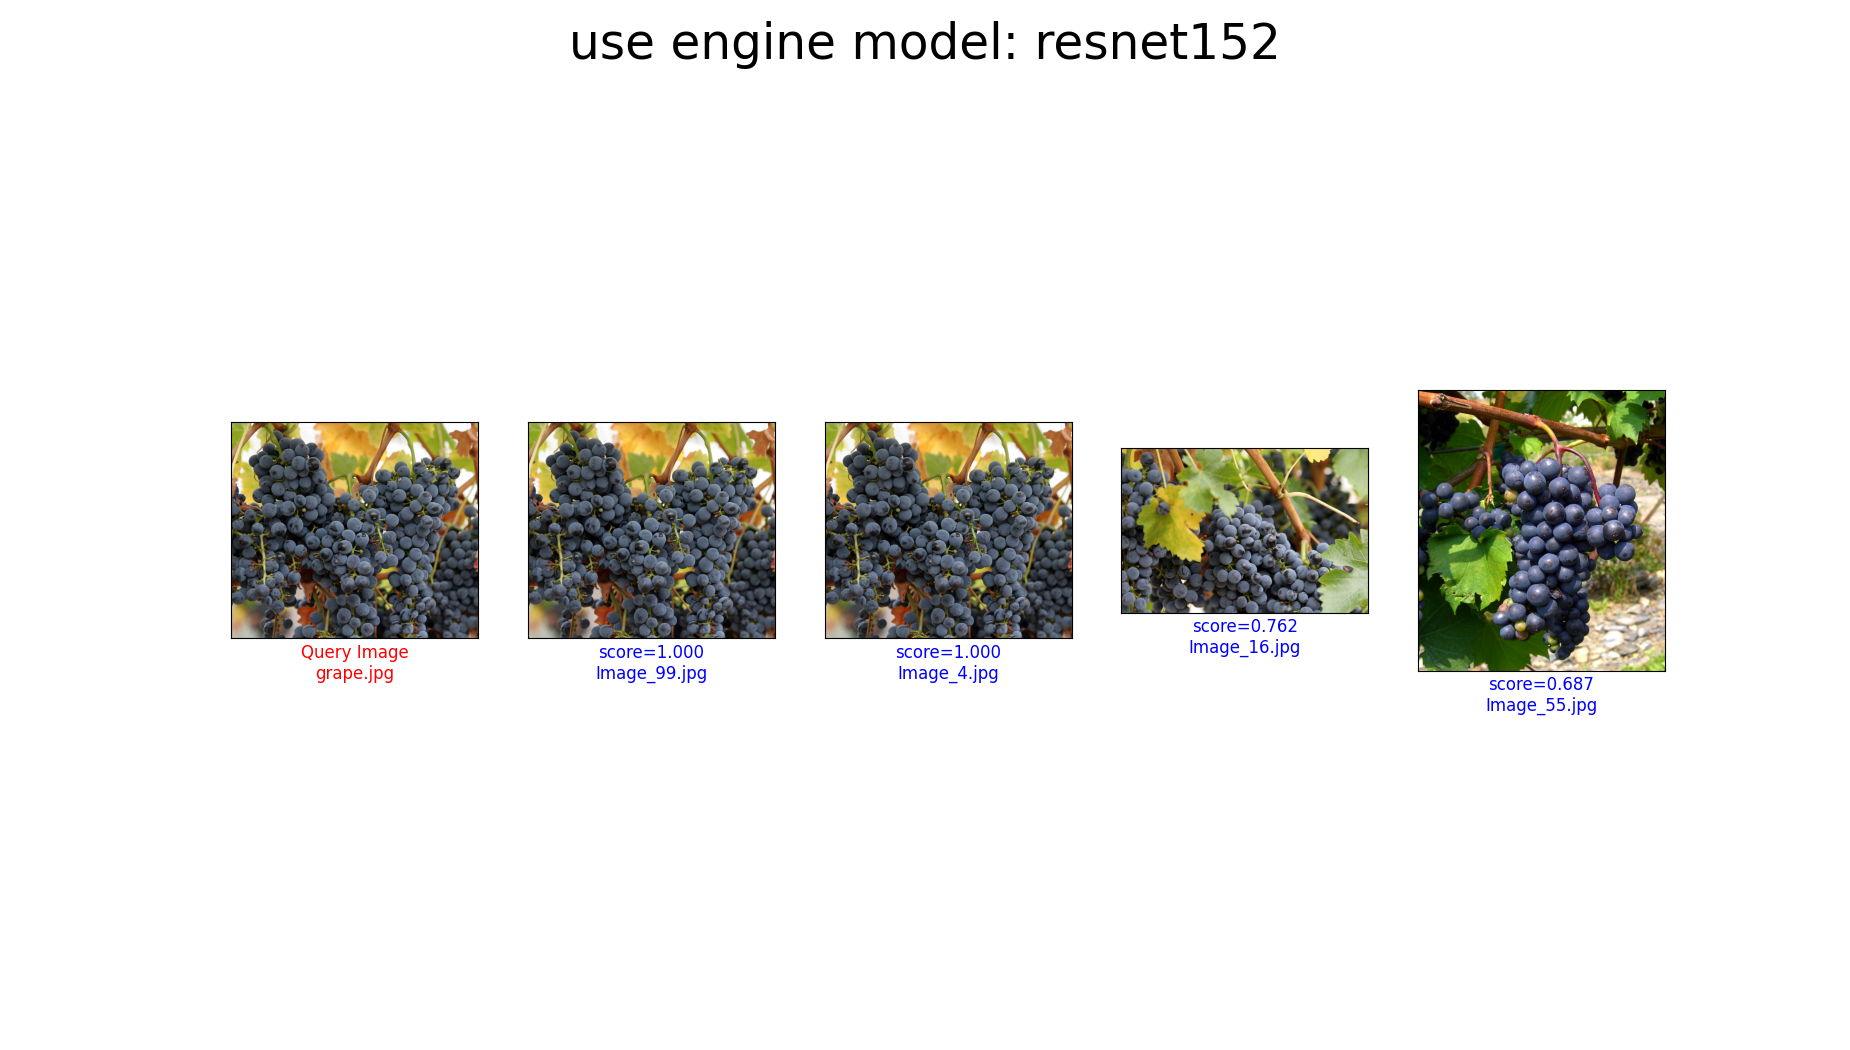 use engine model: resnet152
Query Image
grape.jpg
score=1.000
Image_99.jpg
score=1.000
Image_4.jpg
score=0.762
Image_16.jpg
score=0.687
Image_55.jpg